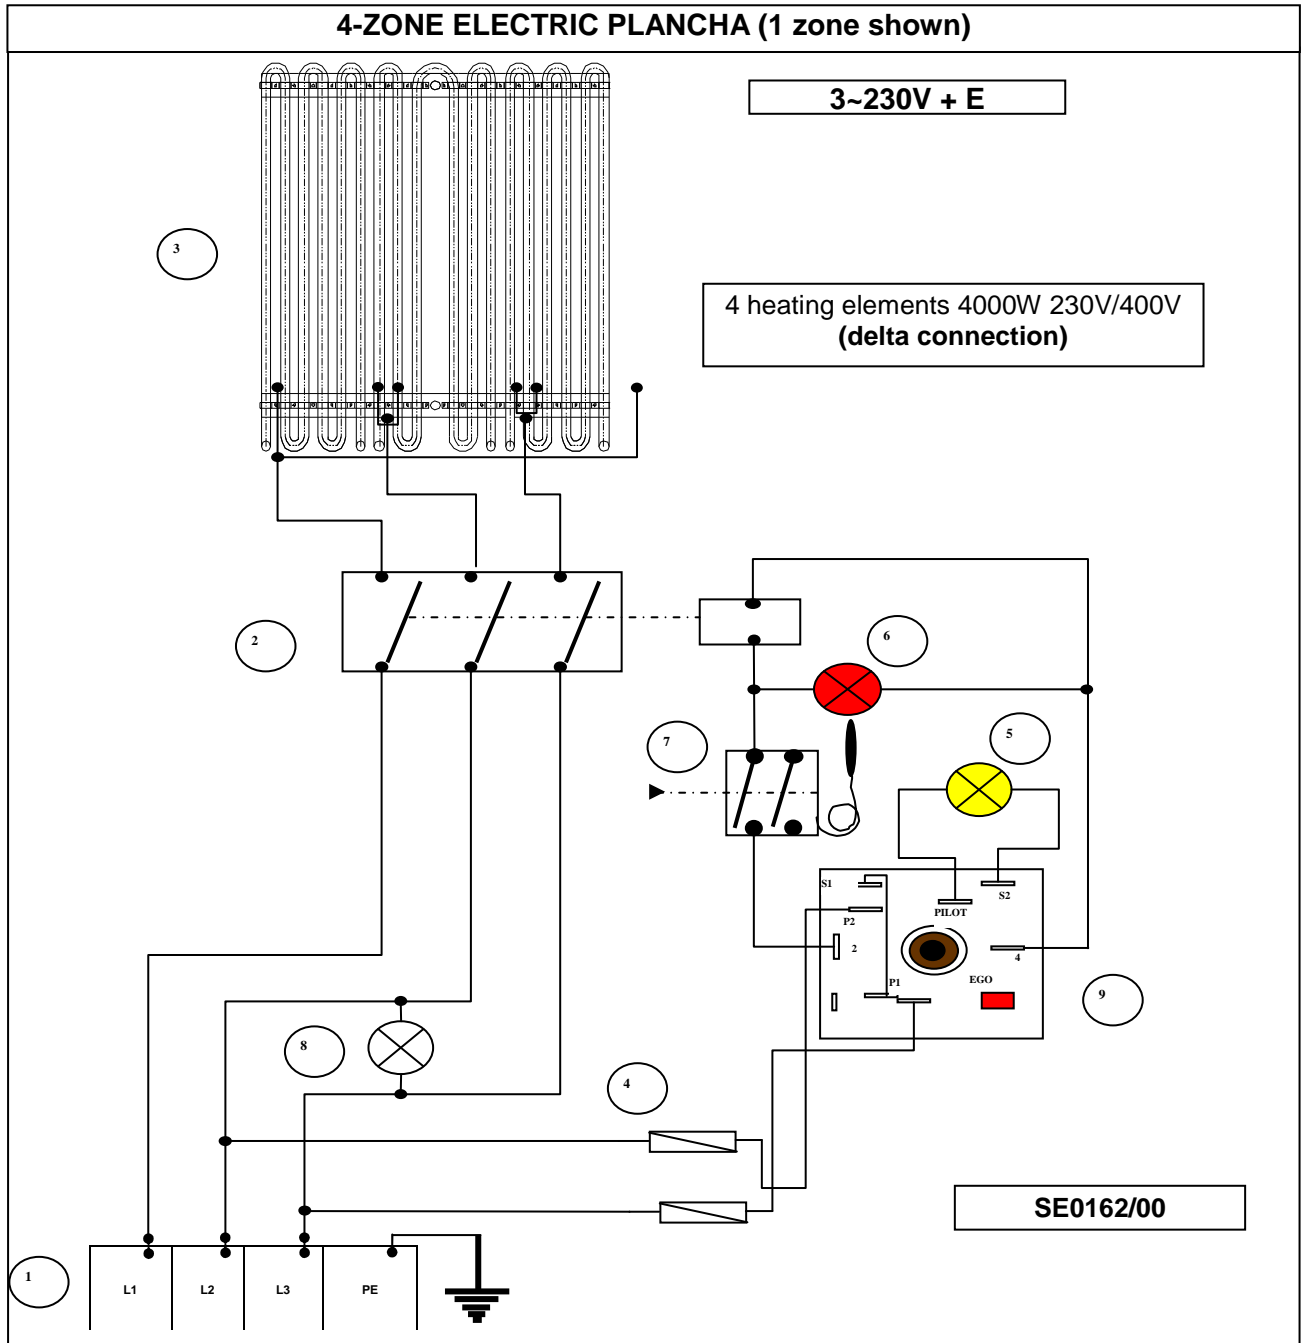 4-ZONE ELECTRIC PLANCHA (1 zone shown)
3~230V + E
3
4 heating elements 4000W 230V/400V
(delta connection)
2
6
7
5
S1
S2
P2
PILOT
2
4
P1
EGO
9
8
4
SE0162/00
1
L1
L2
L3
PE